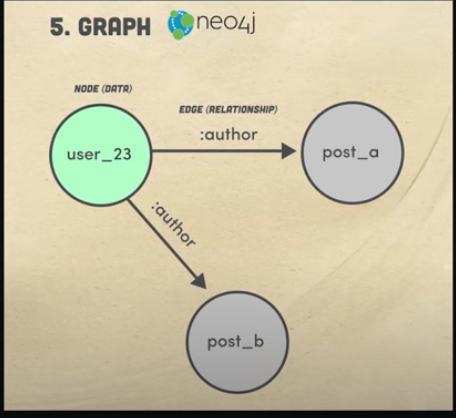 5. GRAPH neo4j
NODE (DATA)
EDGE (RELATIONSHIP)
:author
user_23
post_a
:author
post_b